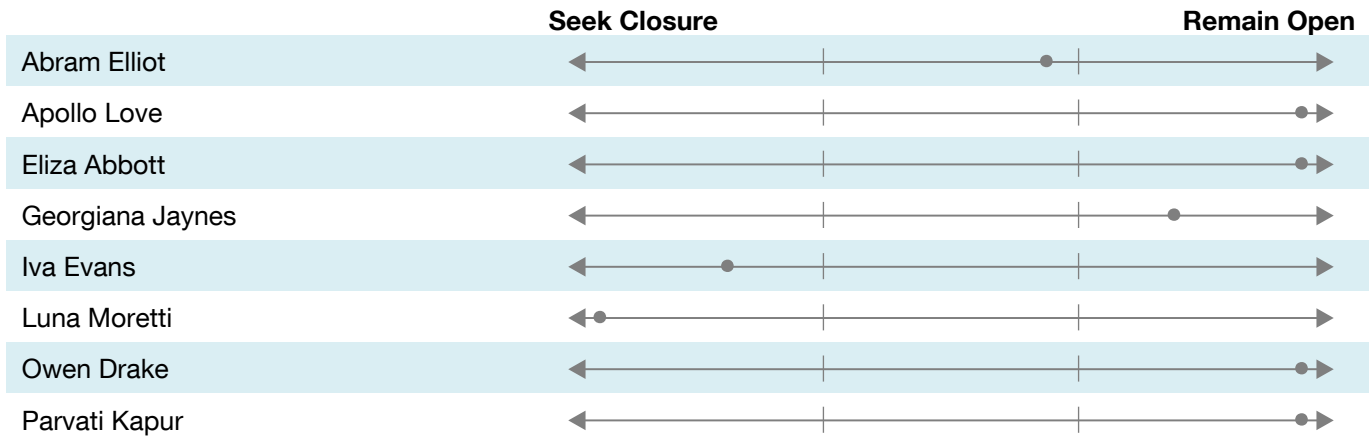 Seek Closure Remain Open
Abram Elliot
Apollo Love
Eliza Abbott
Georgiana Jaynes
Iva Evans
Luna Moretti
Owen Drake
Parvati Kapur